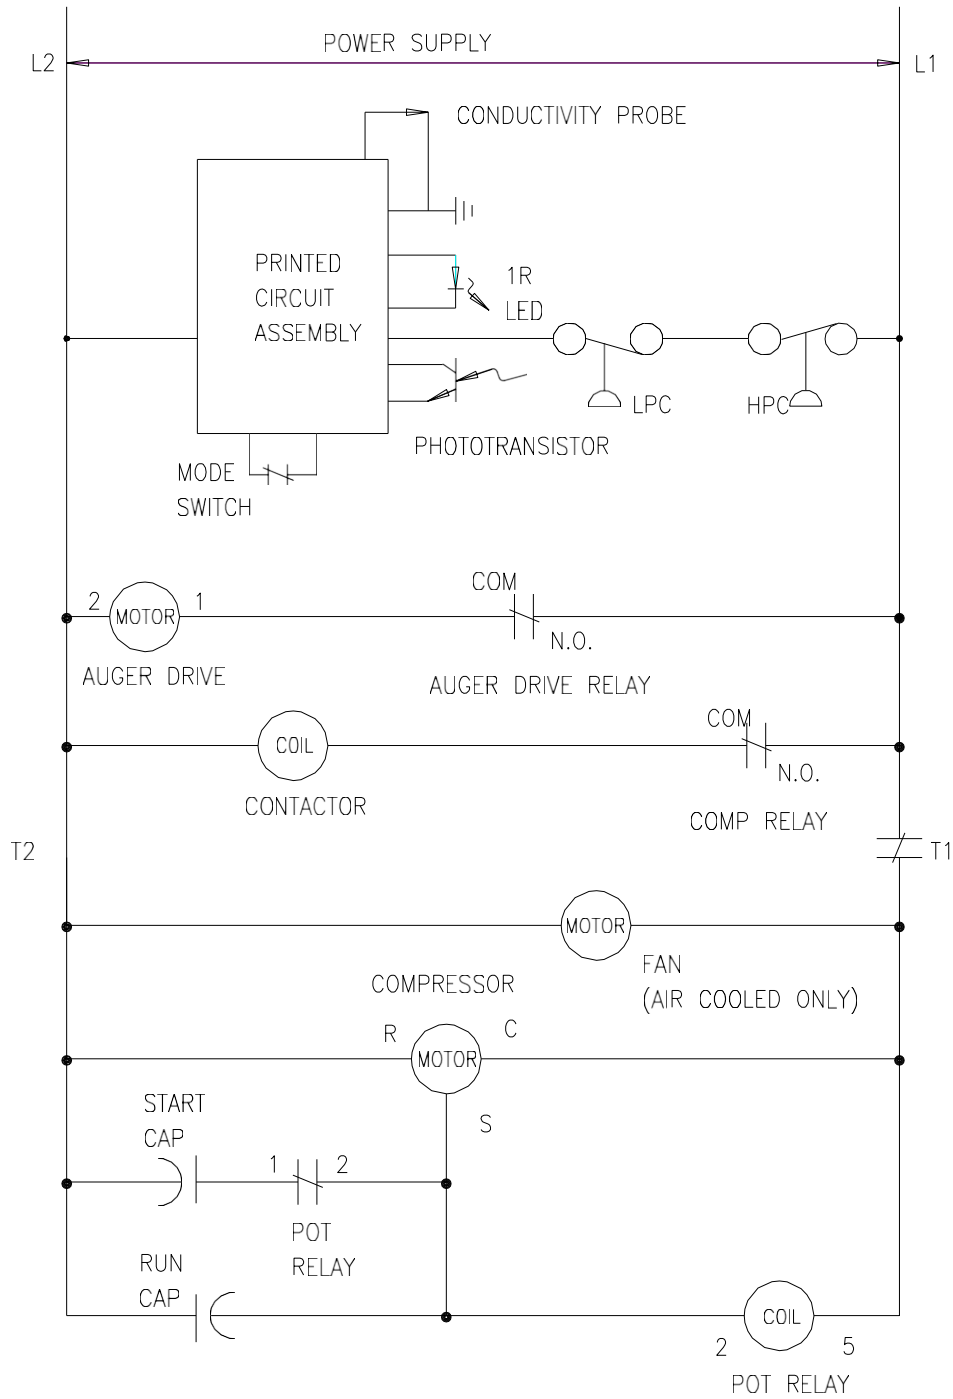 POWER SUPPLY
L2
L1
CONDUCTIVITY PROBE
PRINTED
CIRCUIT
ASSEMBLY
1R
LED
LPC
HPC
PHOTOTRANSISTOR
MODE
SWITCH
COM
2
MOTOR
1
N.O.
AUGER DRIVE
AUGER DRIVE RELAY
COM
COIL
N.O.
CONTACTOR
COMP RELAY
T2
T1
MOTOR
FAN
(AIR COOLED ONLY)
COMPRESSOR
R
C
MOTOR
S
START
CAP
1
2
POT
RELAY
RUN
CAP
COIL
2
5
POT RELAY